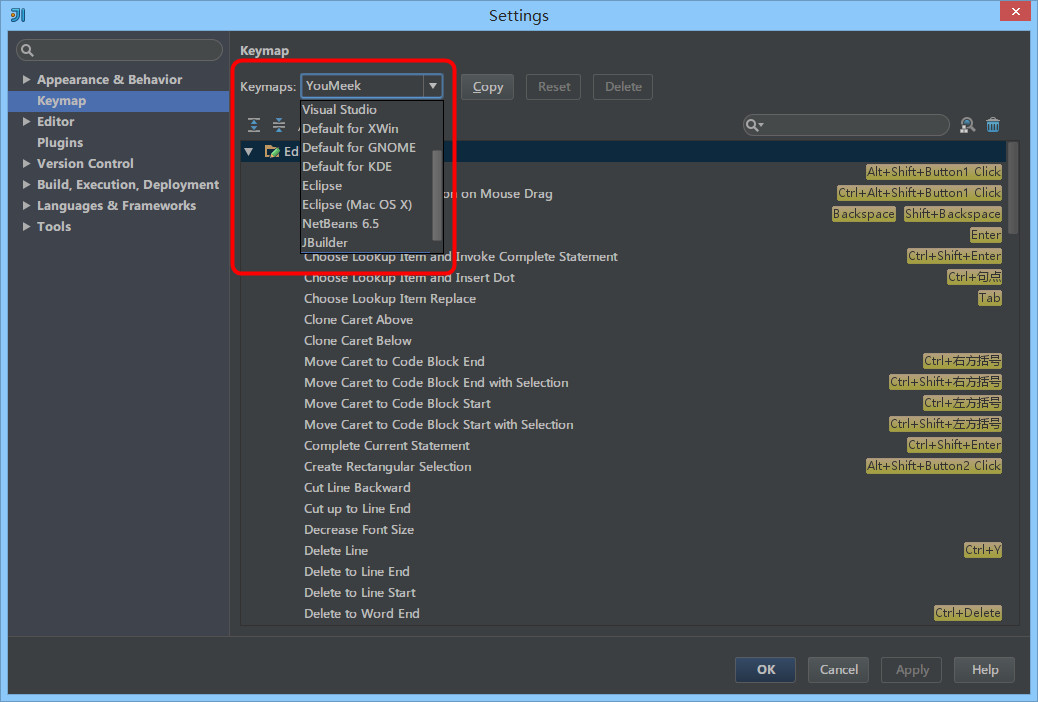 Settings
Appearance & Behavior
Keymap
Editor
Plugins
Version Control
Build, Execution, Deployment
Languages & Frameworks
Tools
Keymap
Keymaps: YouMeek Copy Reset Delete
Visual Studio
Default for XWin
Default for GNOME
Default for KDE
Eclipse
Eclipse (Mac OS X)
NetBeans 6.5
JBuilder
Ed
Alt+Shift+Button1 Click
on Mouse Drag Ctrl+Alt+Shift+Button1 Click
Backspace Shift+Backspace
Enter
Choose Lookup Item and Invoke Complete Statement Ctrl+Shift+Enter
Choose Lookup Item and Insert Dot Ctrl+句点
Choose Lookup Item Replace Tab
Clone Caret Above
Clone Caret Below
Move Caret to Code Block End Ctrl+右方括号
Move Caret to Code Block End with Selection Ctrl+Shift+右方括号
Move Caret to Code Block Start Ctrl+左方括号
Move Caret to Code Block Start with Selection Ctrl+Shift+左方括号
Complete Current Statement Ctrl+Shift+Enter
Create Rectangular Selection Alt+Shift+Button2 Click
Cut Line Backward
Cut up to Line End
Decrease Font Size
Delete Line Ctrl+Y
Delete to Line End
Delete to Line Start
Delete to Word End Ctrl+Delete
OK Cancel Apply Help